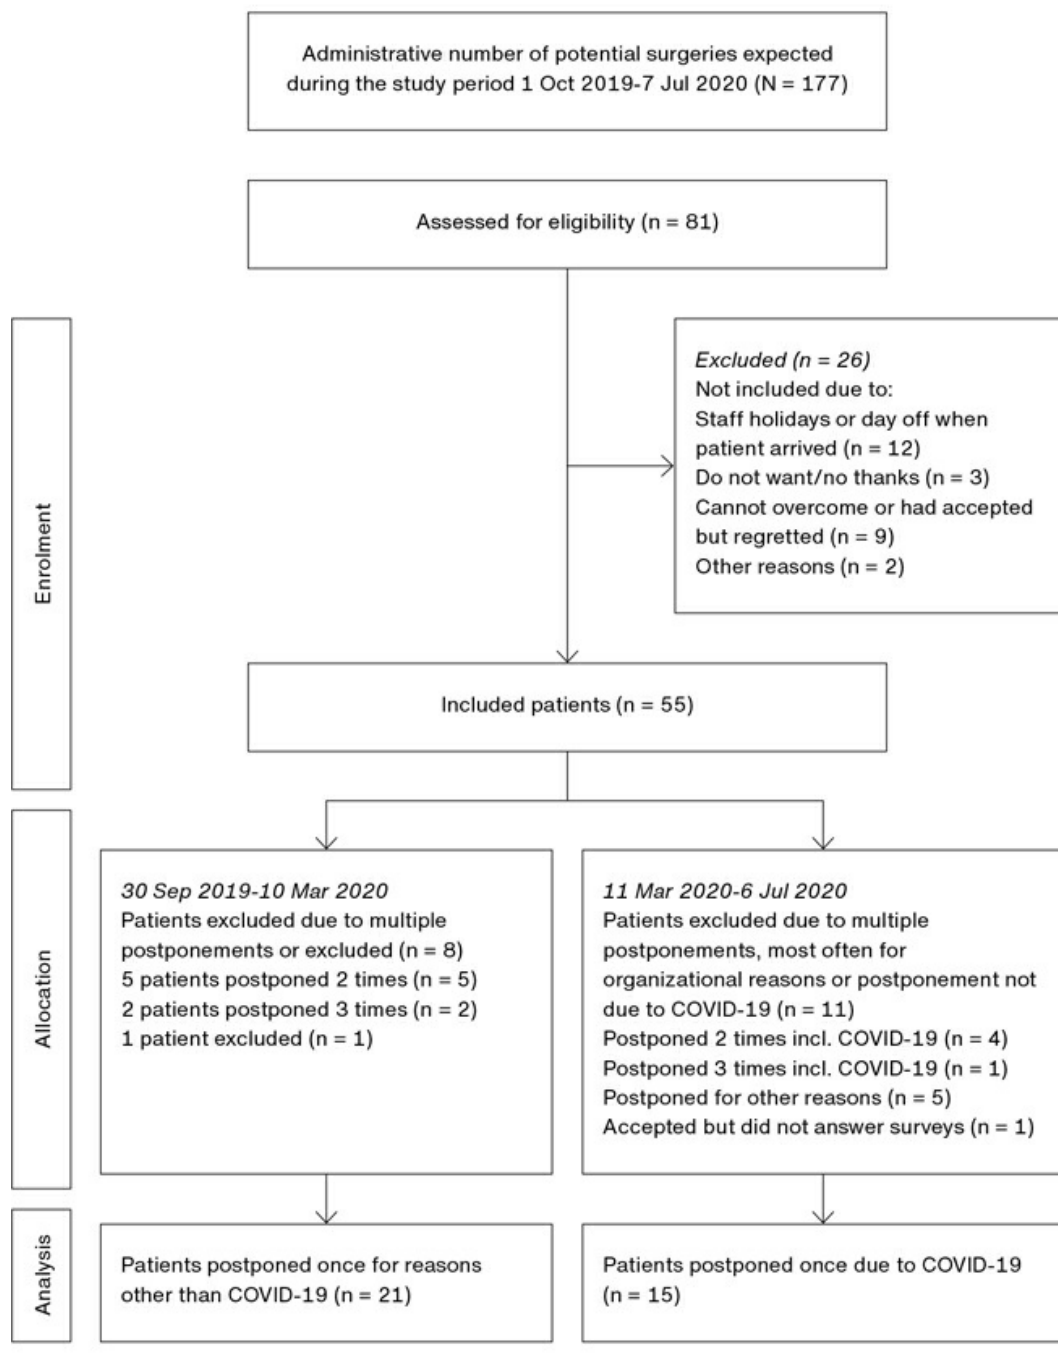 Administrative number of potential surgeries expected
during the study period 1 Oct 2019-7 Jul 2020 (N = 177)
Assessed for eligibility (n = 81)
Enrolment
Excluded (n = 26)
Not included due to:
Staff holidays or day off when
patient arrived (n = 12)
Do not want/no thanks (n = 3)
Cannot overcome or had accepted
but regretted (n = 9)
Other reasons (n = 2)
Included patients (n = 55)
Allocation
30 Sep 2019-10 Mar 2020
Patients excluded due to multiple
postponements or excluded (n = 8)
5 patients postponed 2 times (n = 5)
2 patients postponed 3 times (n = 2)
1 patient excluded (n = 1)
11 Mar 2020-6 Jul 2020
Patients excluded due to multiple
postponements, most often for
organizational reasons or postponement not
due to COVID-19 (n = 11)
Postponed 2 times incl. COVID-19 (n = 4)
Postponed 3 times incl. COVID-19 (n = 1)
Postponed for other reasons (n = 5)
Accepted but did not answer surveys (n = 1)
Analysis
Patients postponed once for reasons
other than COVID-19 (n = 21)
Patients postponed once due to COVID-19
(n = 15)